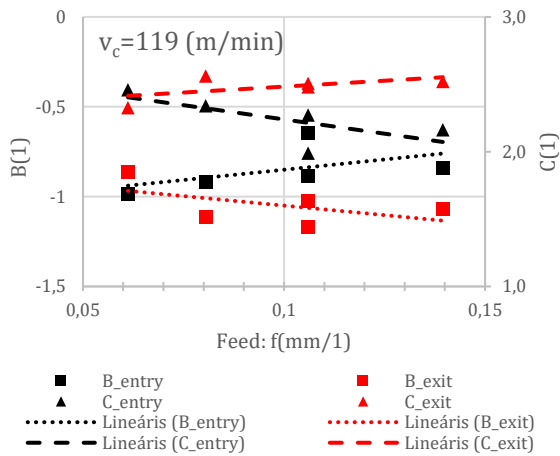 v_c=119 (m/min)
0
-0,5
-1
-1,5
B(1)
3,0
2,0
1,0
C(1)
0,05
0,1
0,15
Feed: f(mm/1)
B_entry
B_exit
C_entry
C_exit
Lineáris (B_entry)
Lineáris (B_exit)
Lineáris (C_entry)
Lineáris (C_exit)